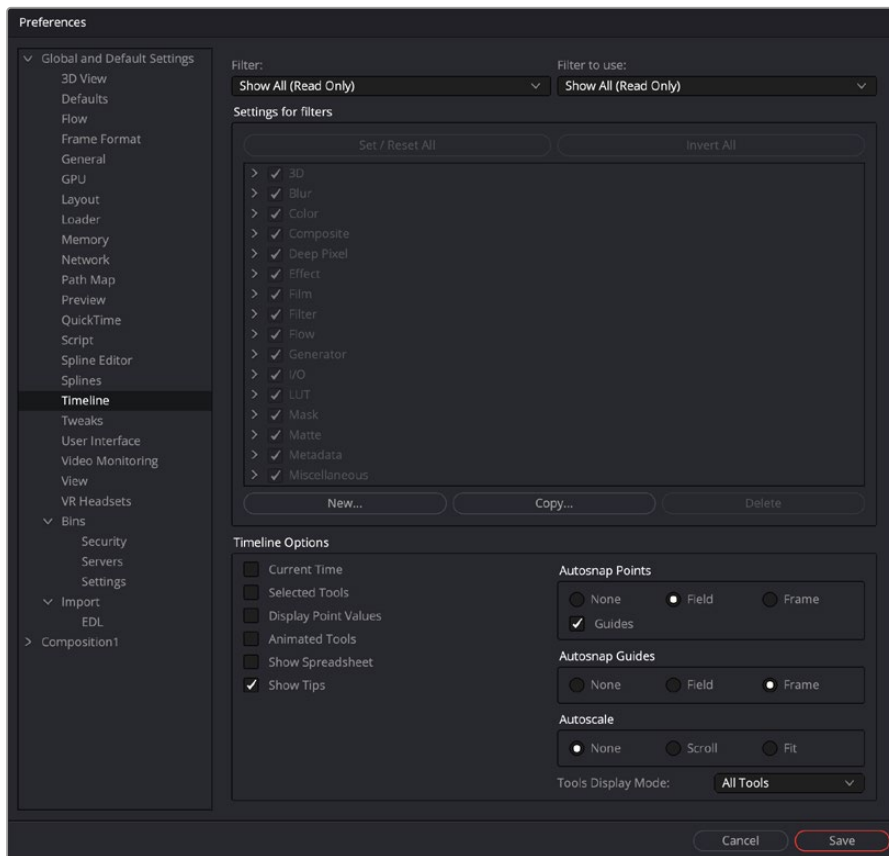 Preferences
Global and Default Settings
3D View
Defaults
Flow
Frame Format
General
GPU
Layout
Loader
Memory
Network
Path Map
Preview
QuickTime
Script
Spline Editor
Splines
Timeline
Tweaks
User Interface
Video Monitoring
View
VR Headsets
Bins
Security
Servers
Settings
Import
EDL
Composition1
Filter:
Filter to use:
Show All (Read Only)
Show All (Read Only)
Settings for filters
Set / Reset All
Invert All
3D
Blur
Color
Composite
Deep Pixel
Effect
Film
Filter
Flow
Generator
I/O
LUT
Mask
Matte
Metadata
Miscellaneous
New...
Copy...
Delete
Timeline Options
Current Time
Selected Tools
Display Point Values
Animated Tools
Show Spreadsheet
Show Tips
Autosnap Points
None
Field
Frame
Guides
Autosnap Guides
None
Field
Frame
Autoscale
None
Scroll
Fit
Tools Display Mode:
All Tools
Cancel
Save